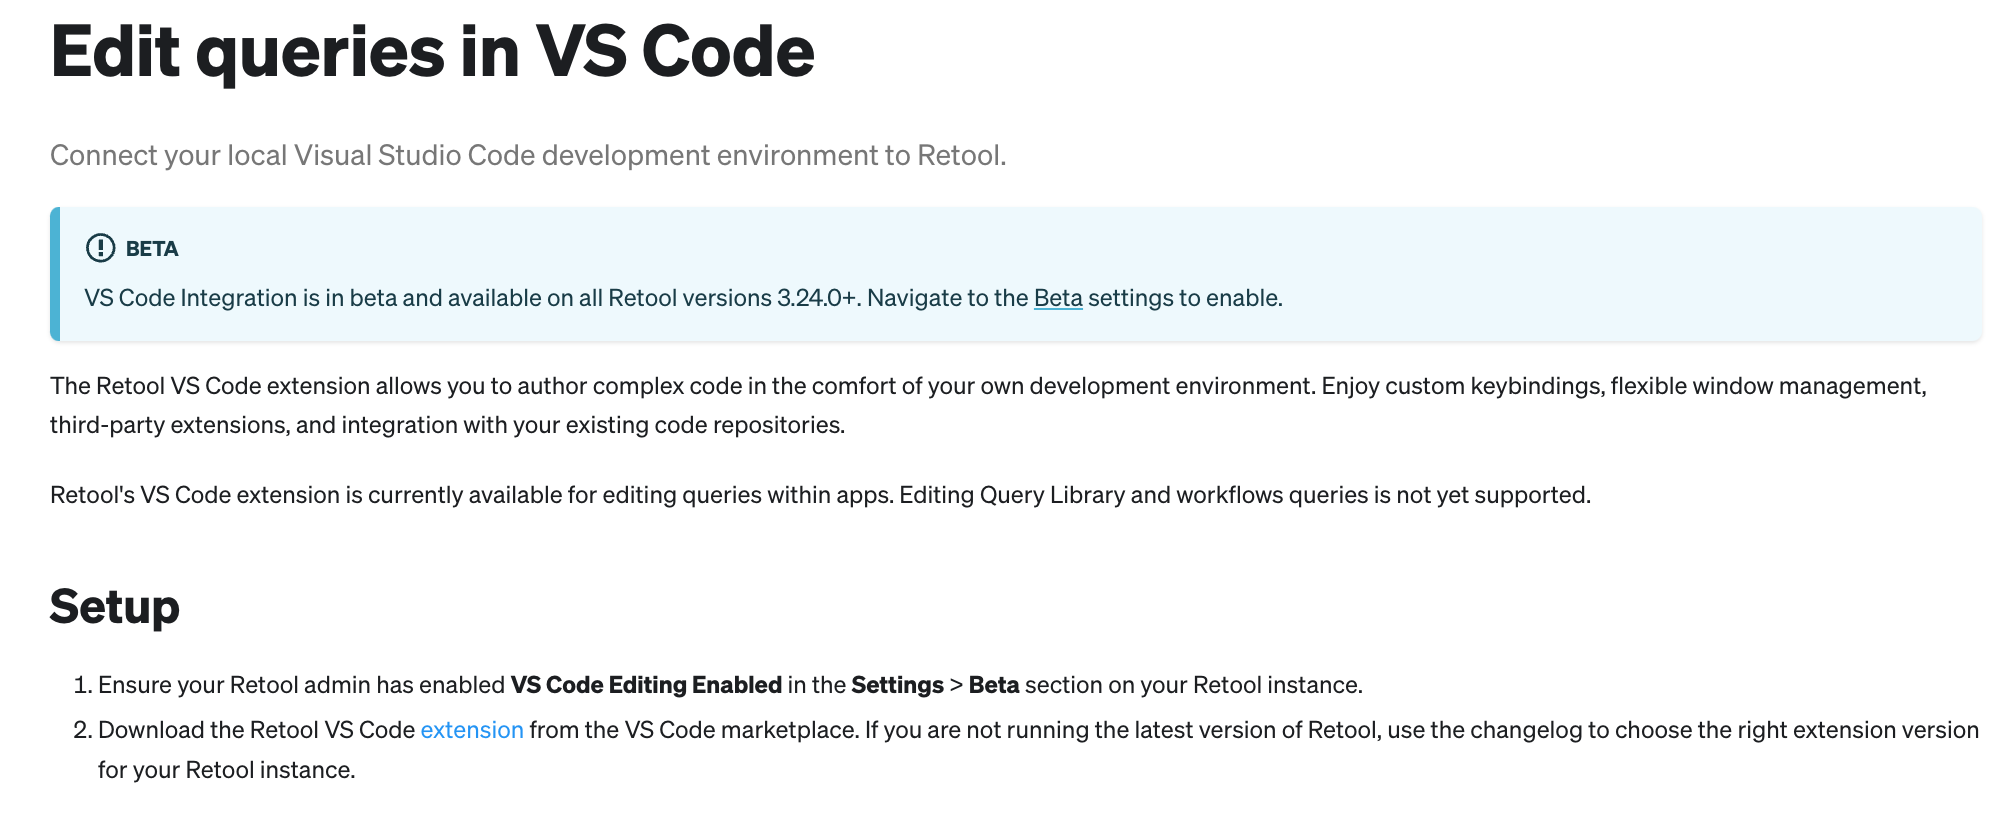 Edit queries in VS Code
Connect your local Visual Studio Code development environment to Retool.
BETA
VS Code Integration is in beta and available on all Retool versions 3.24.0+. Navigate to the Beta settings to enable.
The Retool VS Code extension allows you to author complex code in the comfort of your own development environment. Enjoy custom keybindings, flexible window management,
third-party extensions, and integration with your existing code repositories.
Retool's VS Code extension is currently available for editing queries within apps. Editing Query Library and workflows queries is not yet supported.
Setup
1. Ensure your Retool admin has enabled VS Code Editing Enabled in the Settings > Beta section on your Retool instance.
2. Download the Retool VS Code extension from the VS Code marketplace. If you are not running the latest version of Retool, use the changelog to choose the right extension version
for your Retool instance.